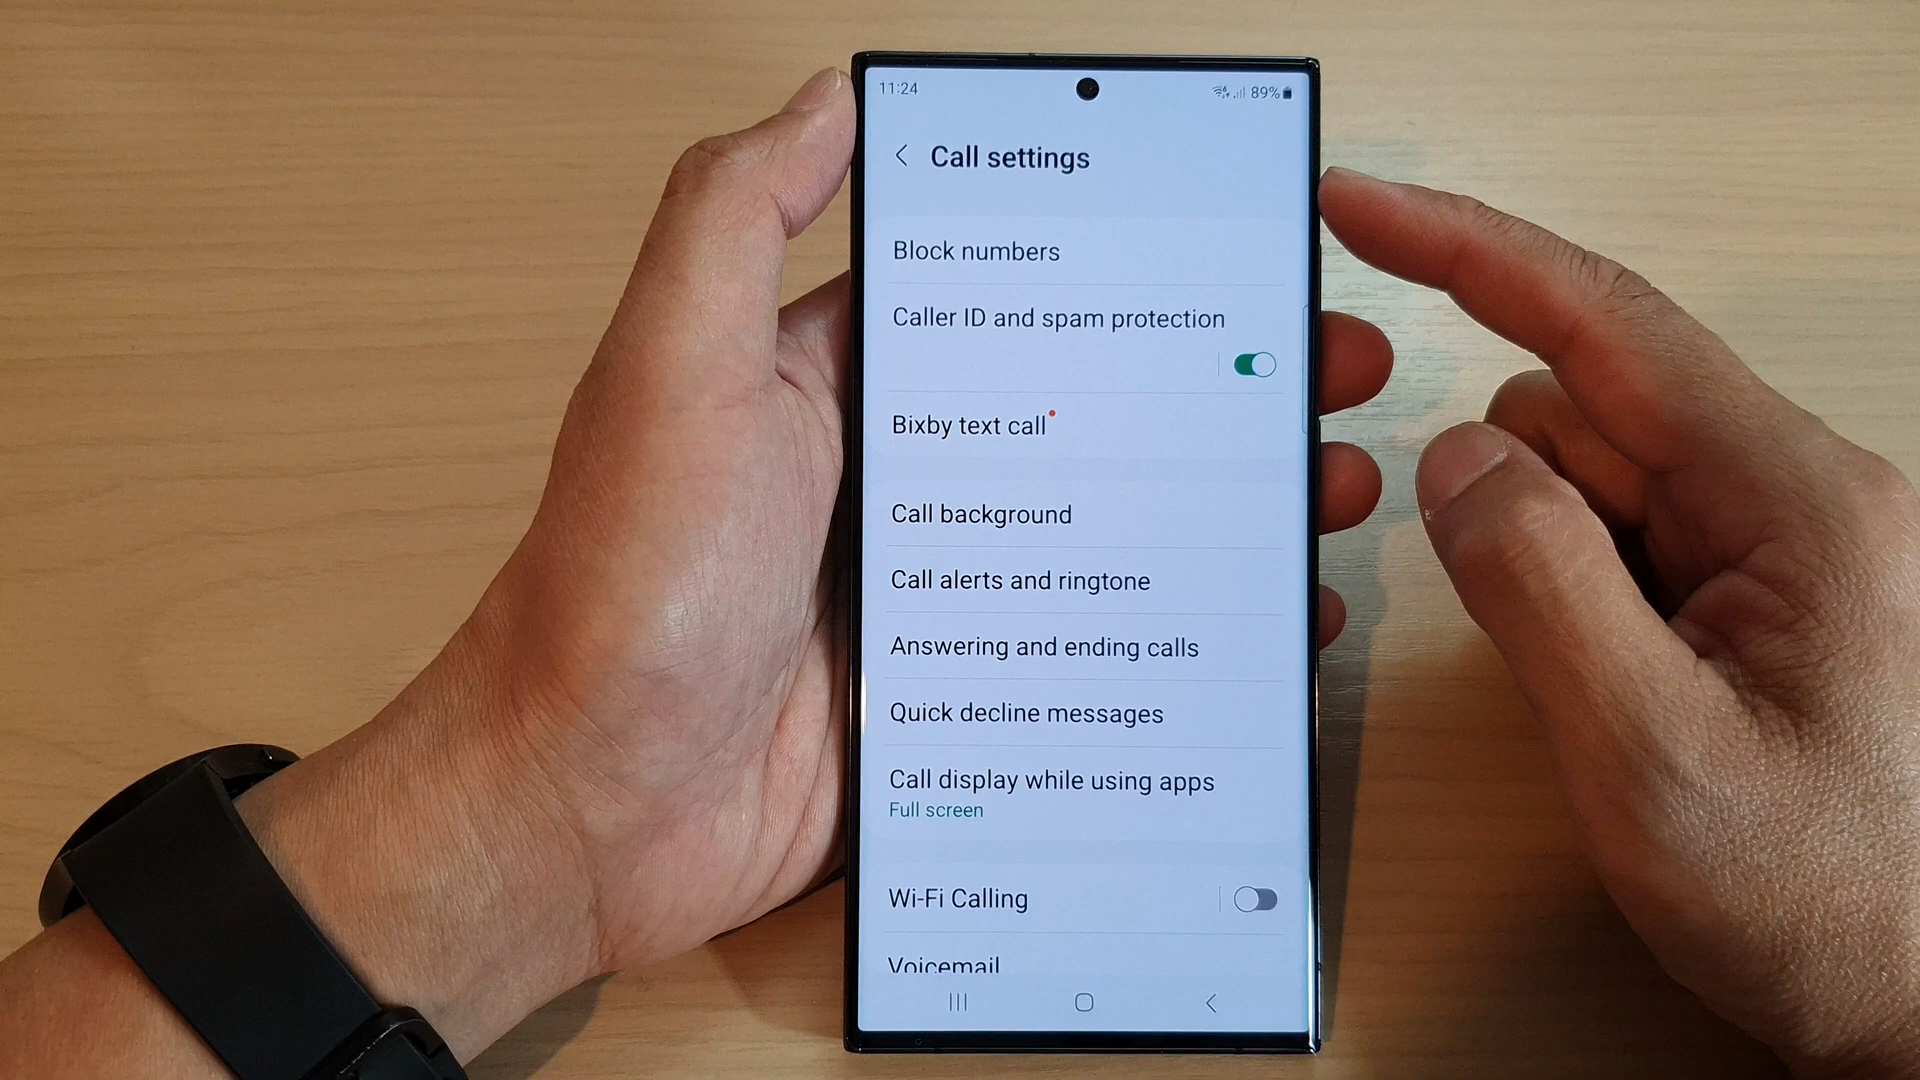 11:24
89%
Call settings
Block numbers
Caller ID and spam protection
Bixby text call
Call background
Call alerts and ringtone
Answering and ending calls
Quick decline messages
Call display while using apps
Full screen
Wi-Fi Calling
Voicemail